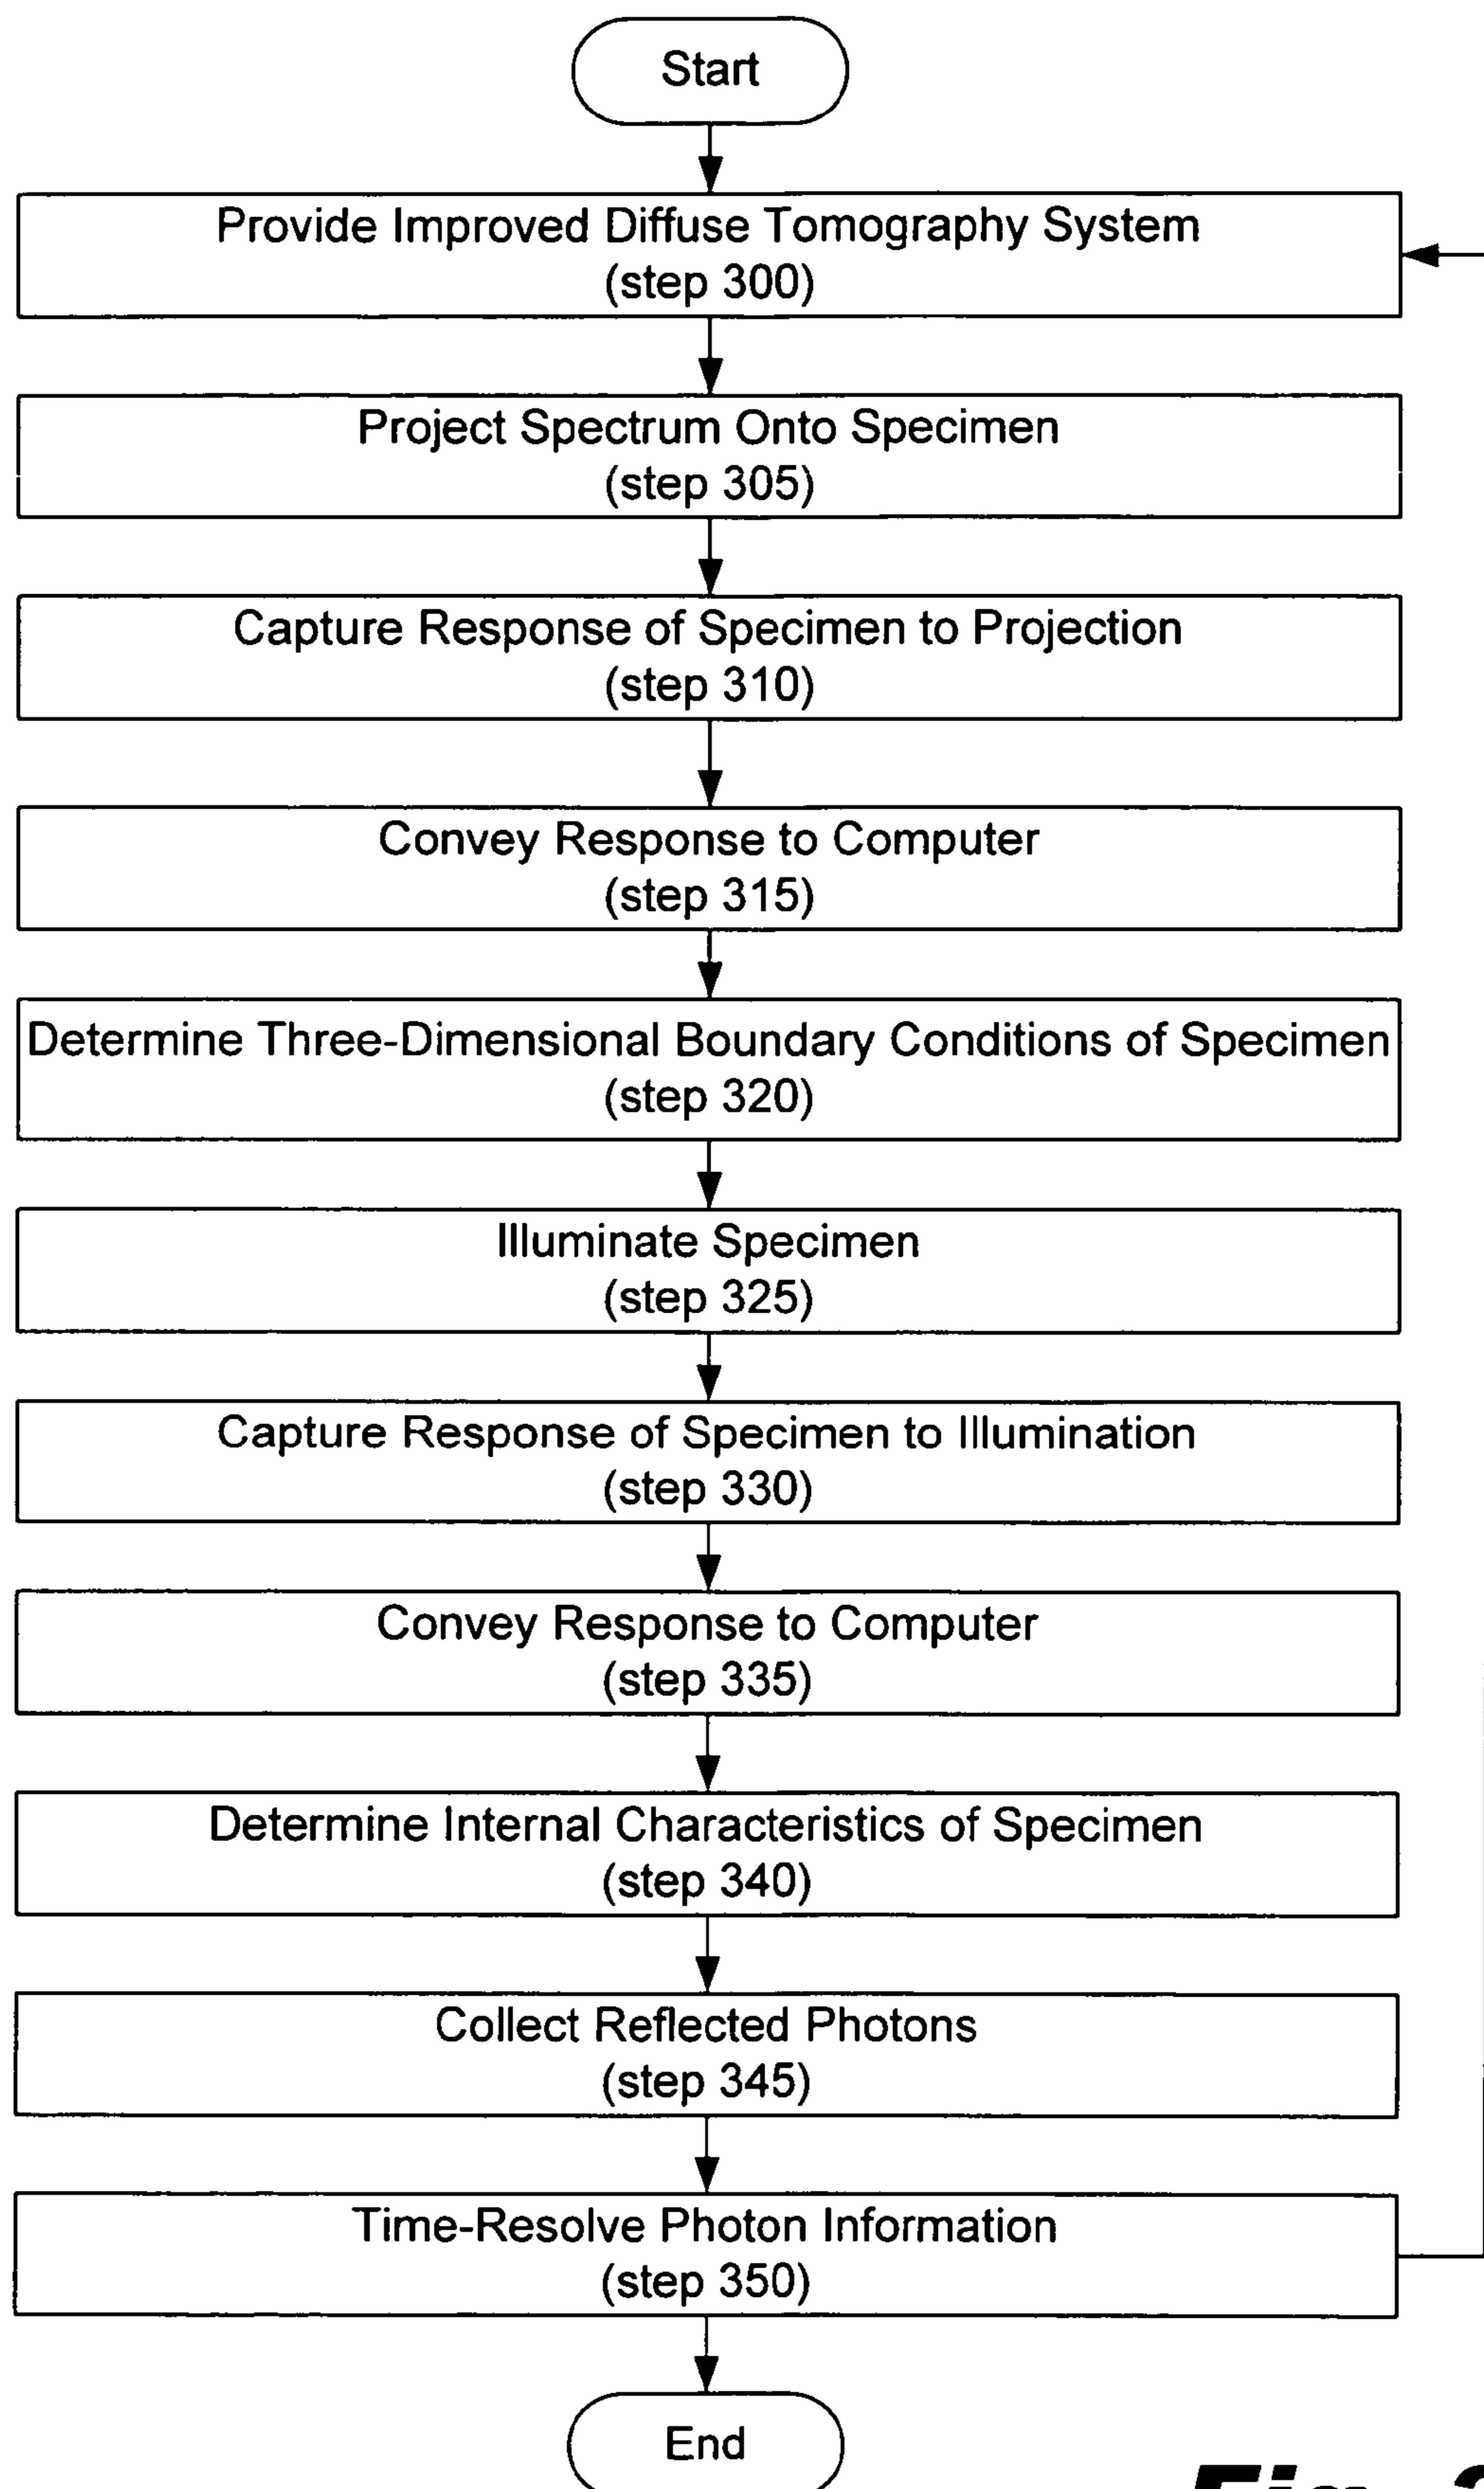 Start
Provide Improved Diffuse Tomography System
(step 300)
Project Spectrum Onto Specimen
(step 305)
Capture Response of Specimen to Projection
(step 310)
Convey Response to Computer
(step 315)
Determine Three-Dimensional Boundary Conditions of Specimen
(step 320)
Illuminate Specimen
(step 325)
Capture Response of Specimen to Illumination
(step 330)
Convey Response to Computer
(step 335)
Determine Internal Characteristics of Specimen
(step 340)
Collect Reflected Photons
(step 345)
Time-Resolve Photon Information
(step 350)
End